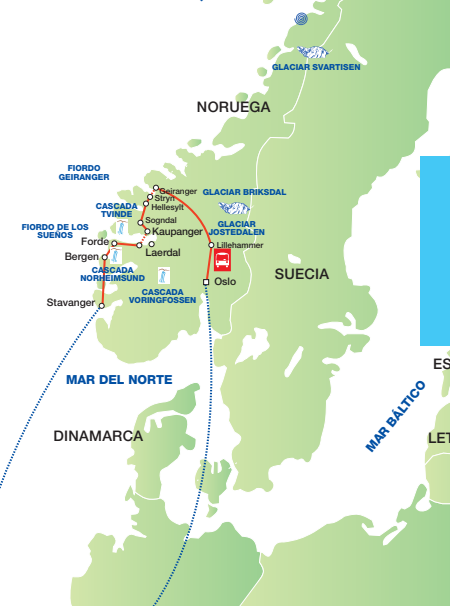 GLACIAR SVARTISEN
NORUEGA
FIORDO
GEIRANGER
Geiranger
GLACIAR BRIKSDAL
Stryn
Hellesylt
CASCADA
TVINDE
Sogndal
GLACIAR
JOSTEDALEN
FIORDO DE LOS
SUEÑOS
Kaupanger
Forde
Lillehammer
Laerdal
Bergen
CASCADA
NORHEIMSUND
SUECIA
Oslo
CASCADA
VORINGFOSSEN
Stavanger
ES
MAR DEL NORTE
MAR BÁLTICO
DINAMARCA
LET